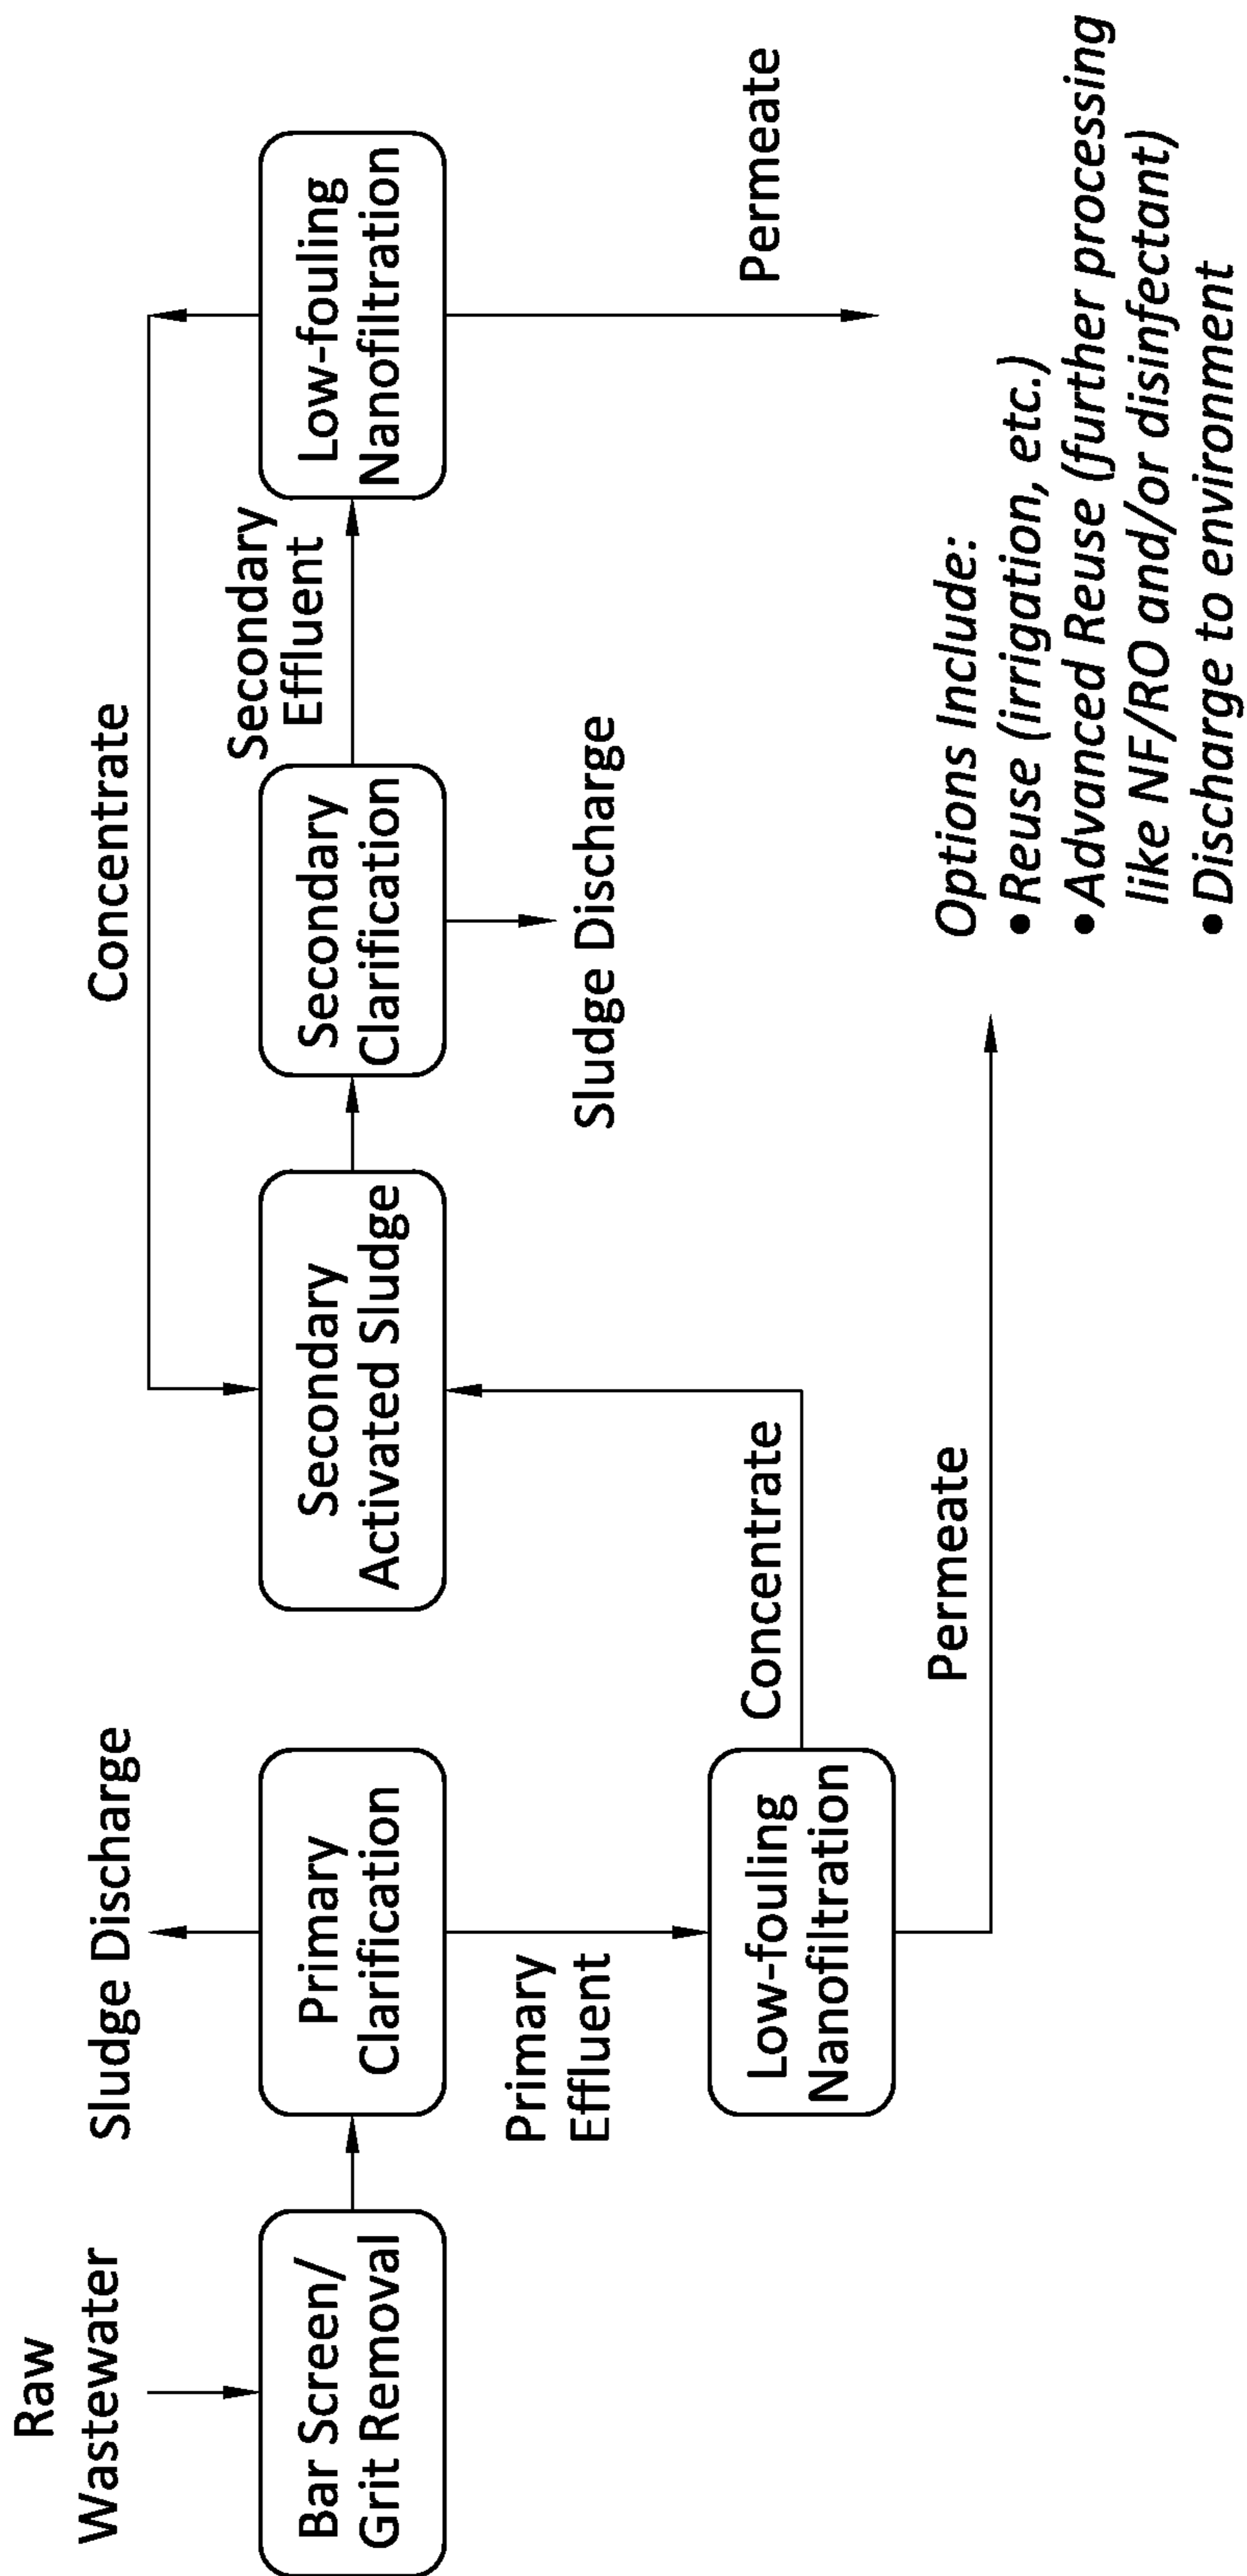 Raw
Wastewater
Bar Screen/
Grit Removal
Sludge Discharge
Primary
Clarification
Primary
Effluent
Low-fouling
Nanofiltration
Concentrate
Permeate
Secondary
Activated Sludge
Concentrate
Secondary
Clarification
Sludge Discharge
Secondary
Effluent
Low-fouling
Nanofiltration
Permeate
Options Include:
• Reuse (irrigation, etc.)
• Advanced Reuse (further processing
like NF/RO and/or disinfectant)
• Discharge to environment